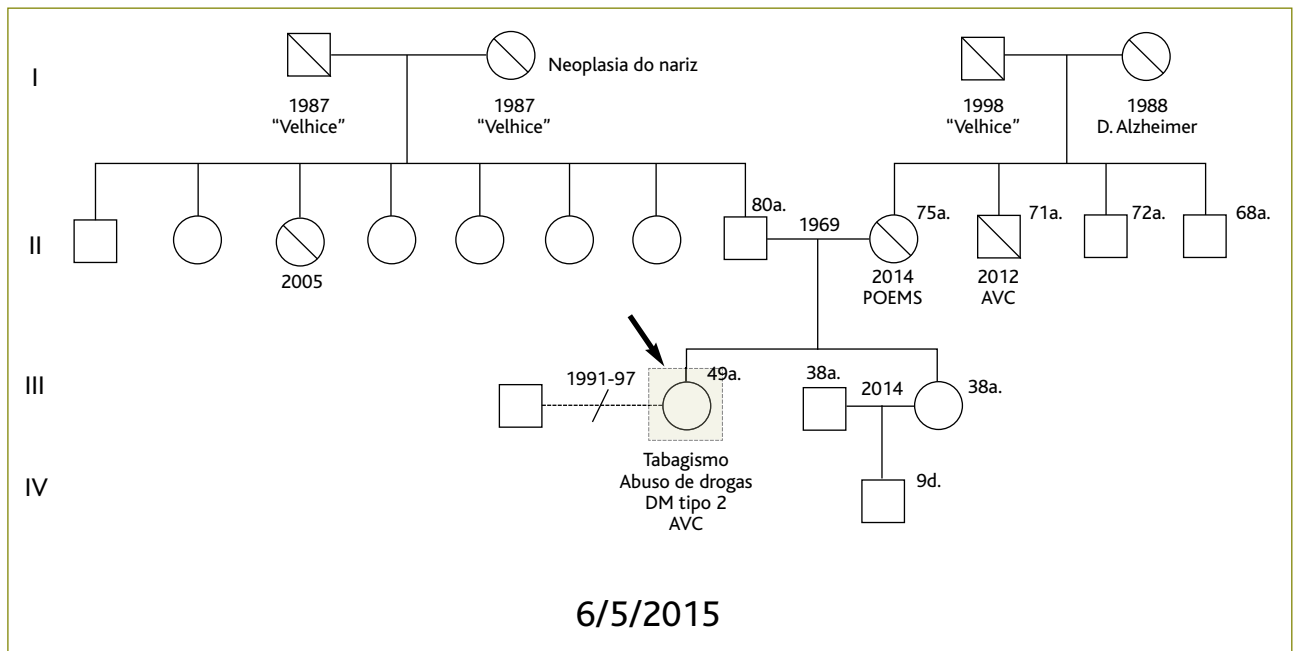 I
Neoplasia do nariz
1987
“Velhice”
1987
“Velhice”
1998
“Velhice”
1988
D. Alzheimer
II
80a.
1969
75a.
71a.
72a.
68a.
2005
2014
POEMS
2012
AVC
III
1991-97
49a.
38a.
2014
38a.
Tabagismo
Abuso de drogas
DM tipo 2
AVC
IV
9d.
6/5/2015